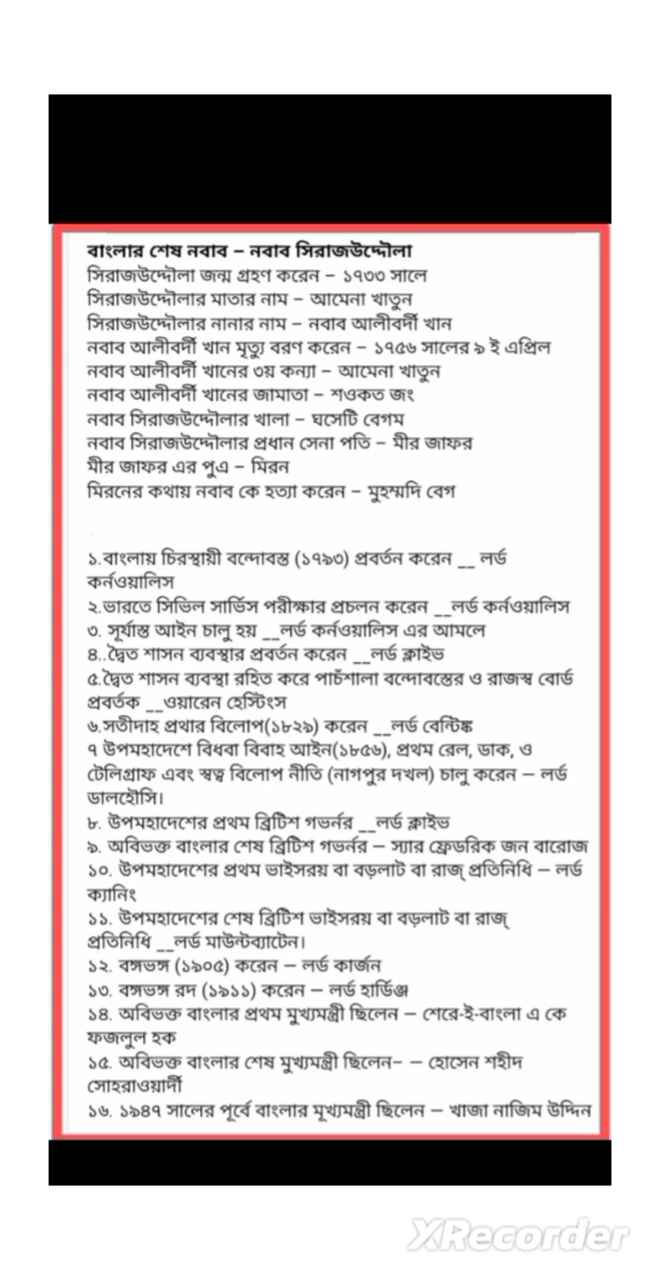 বাংলার শেষ নবাব – নবাব সিরাজউদ্দৌলা
সিরাজউদ্দৌলা জন্ম গ্রহণ করেন – ১৭৩৩ সালে
সিরাজউদ্দৌলার মাতার নাম – আমেনা খাতুন
সিরাজউদ্দৌলার নানার নাম – নবাব আলীবর্দী খান
নবাব আলীবর্দী খান মৃত্যু বরণ করেন – ১৭৫৬ সালের ৯ ই এপ্রিল
নবাব আলীবর্দী খানের ৩য় কন্যা – আমেনা খাতুন
নবাব আলীবর্দী খানের জামাতা – শওকত জং
নবাব সিরাজউদ্দৌলার খালা – ঘসেটি বেগম
নবাব সিরাজউদ্দৌলার প্রধান সেনা পতি – মীর জাফর
মীর জাফর এর পুএ – মিরন
মিরনের কথায় নবাব কে হত্যা করেন – মুহম্মদি বেগ
১.বাংলায় চিরস্থায়ী বন্দোবস্ত (১৭৯৩) প্রবর্তন করেন __ লর্ড
কর্নওয়ালিস
২.ভারতে সিভিল সার্ভিস পরীক্ষার প্রচলন করেন __লর্ড কর্নওয়ালিস
৩. সূর্যাস্ত আইন চালু হয় __লর্ড কর্নওয়ালিস এর আমলে
৪..দ্বৈত শাসন ব্যবস্থার প্রবর্তন করেন __লর্ড ক্লাইভ
৫.দ্বৈত শাসন ব্যবস্থা রহিত করে পাচঁশালা বন্দোবস্তের ও রাজস্ব বোর্ড
প্রবর্তক __ওয়ারেন হেস্টিংস
৬.সতীদাহ প্রথার বিলোপ(১৮২৯) করেন __লর্ড বেন্টিঙ্ক
৭ উপমহাদেশে বিধবা বিবাহ আইন(১৮৫৬), প্রথম রেল, ডাক, ও
টেলিগ্রাফ এবং স্বত্ব বিলোপ নীতি (নাগপুর দখল) চালু করেন — লর্ড
ডালহৌসি।
৮. উপমহাদেশের প্রথম ব্রিটিশ গভর্নর __লর্ড ক্লাইভ
৯. অবিভক্ত বাংলার শেষ ব্রিটিশ গভর্নর — স্যার ফ্রেডরিক জন বারোজ
১০. উপমহাদেশের প্রথম ভাইসরয় বা বড়লাট বা রাজ্ প্রতিনিধি — লর্ড
ক্যানিং
১১. উপমহাদেশের শেষ ব্রিটিশ ভাইসরয় বা বড়লাট বা রাজ্
প্রতিনিধি __লর্ড মাউন্টব্যাটেন।
১২. বঙ্গভঙ্গ (১৯০৫) করেন — লর্ড কার্জন
১৩. বঙ্গভঙ্গ রদ (১৯১১) করেন — লর্ড হার্ডিঞ্জ
১৪. অবিভক্ত বাংলার প্রথম মুখ্যমন্ত্রী ছিলেন — শেরে-ই-বাংলা এ কে
ফজলুল হক
১৫. অবিভক্ত বাংলার শেষ মুখ্যমন্ত্রী ছিলেন- — হোসেন শহীদ
সোহরাওয়ার্দী
১৬. ১৯৪৭ সালের পূর্বে বাংলার মূখ্যমন্ত্রী ছিলেন — খাজা নাজিম উদ্দিন
XRecorder